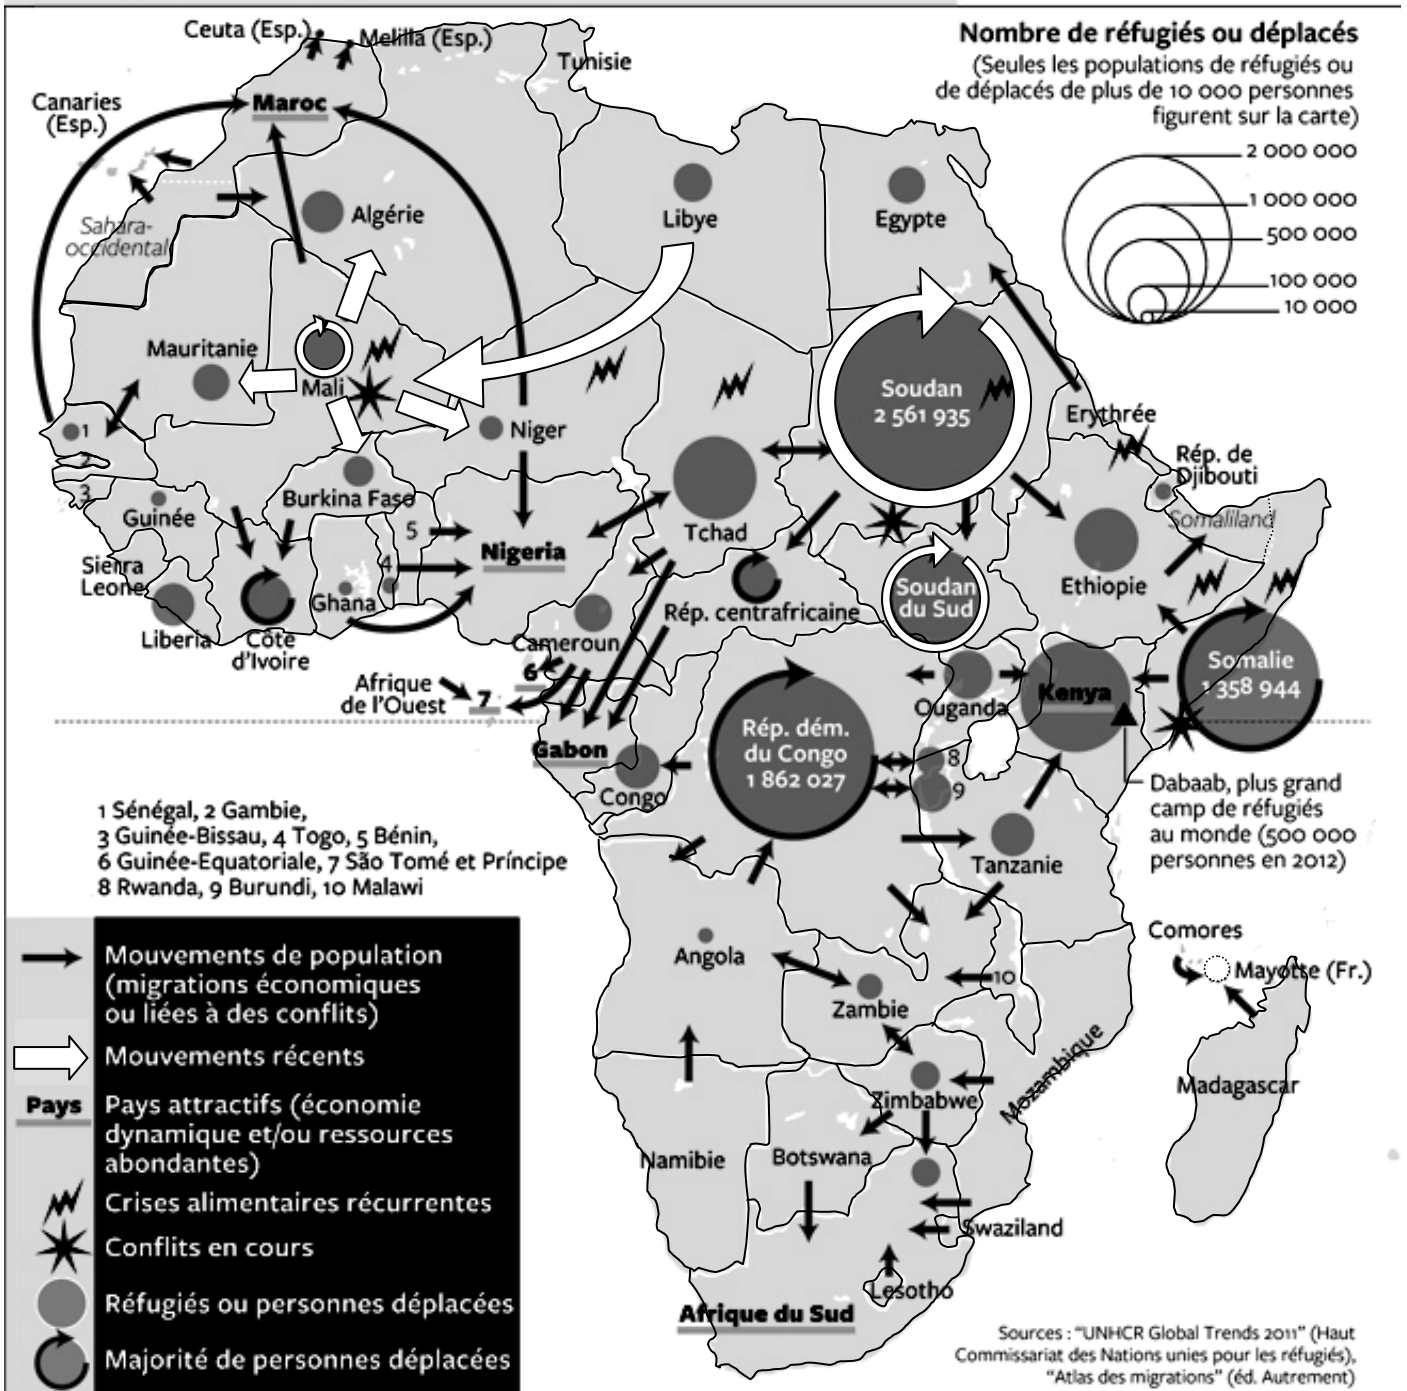 Ceuta (Esp.)
Melilla (Esp.)
Tunisie
Canaries
(Esp.)
Maroc
Nombre de réfugiés ou déplacés
(Seules les populations de réfugiés ou
de déplacés de plus de 10 000 personnes
figurent sur la carte)
2 000 000
1 000 000
500 000
100 000
10 000
Algérie
Libye
Egypte
Sahara-
occidental
Mauritanie
Mali
Niger
Soudan
2 561 935
Erythrée
Rép. de
Djibouti
Somaliland
1
2
3
Guinée
Burkina Faso
5
4
Nigeria
Tchad
Ethiopie
Sierra
Leone
Liberia
Côte
d'Ivoire
Ghana
Cameroun
Rép. centrafricaine
Soudan
du Sud
Somalie
1 358 944
Afrique
de l'Ouest
6
7
Ouganda
Kenya
Gabon
Congo
Rép. dém.
du Congo
1 862 027
8
9
Tanzanie
Dabaab, plus grand
camp de réfugiés
au monde (500 000
personnes en 2012)
1 Sénégal, 2 Gambie,
3 Guinée-Bissau, 4 Togo, 5 Bénin,
6 Guinée-Equatoriale, 7 São Tomé et Príncipe
8 Rwanda, 9 Burundi, 10 Malawi
Angola
Zambie
10
Comores
Mayotte (Fr.)
Madagascar
Mozambique
Zimbabwe
Namibie
Botswana
Swaziland
Lesotho
Afrique du Sud
Mouvements de population
(migrations économiques
ou liées à des conflits)
Mouvements récents
Pays
Pays attractifs (économie
dynamique et/ou ressources
abondantes)
Crises alimentaires récurrentes
Conflits en cours
Réfugiés ou personnes déplacées
Majorité de personnes déplacées
Sources : "UNHCR Global Trends 2011" (Haut
Commissariat des Nations unies pour les réfugiés),
"Atlas des migrations" (éd. Autrement)